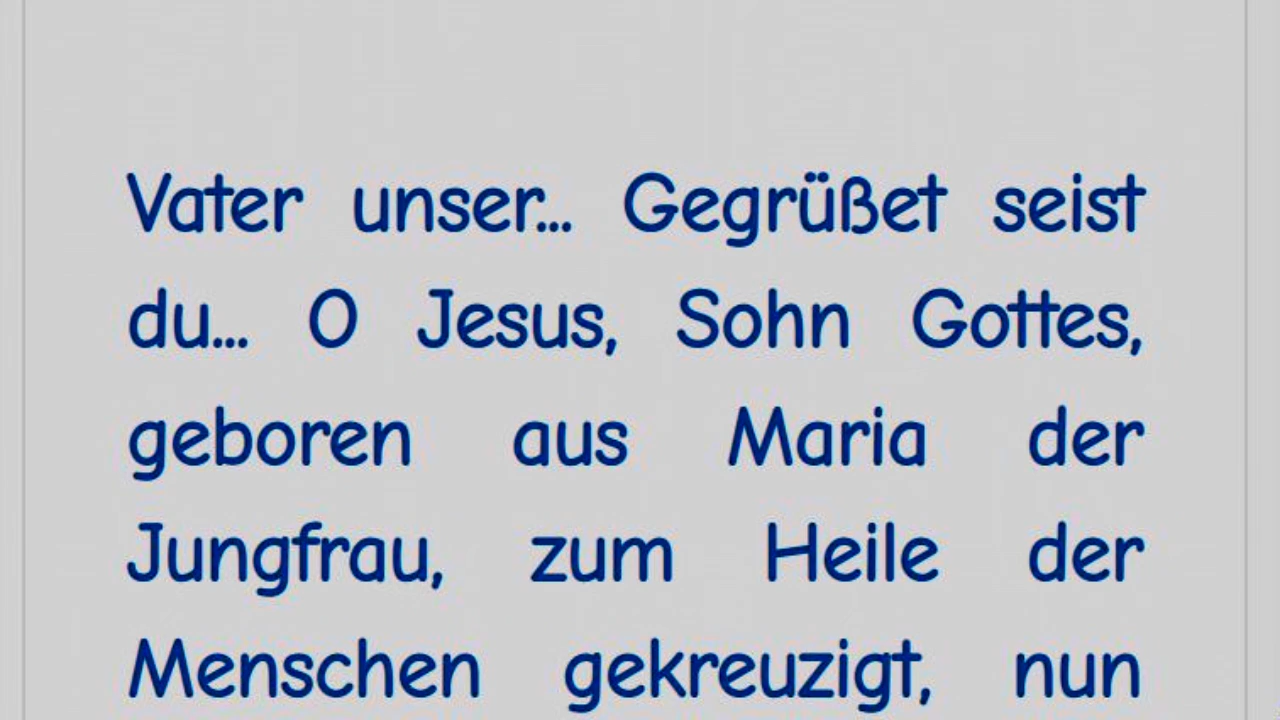 Vater unser... Gegrüßet seist
du... O Jesus, Sohn Gottes,
geboren aus Maria der
Jungfrau, zum Heile der
Menschen gekreuzigt, nun